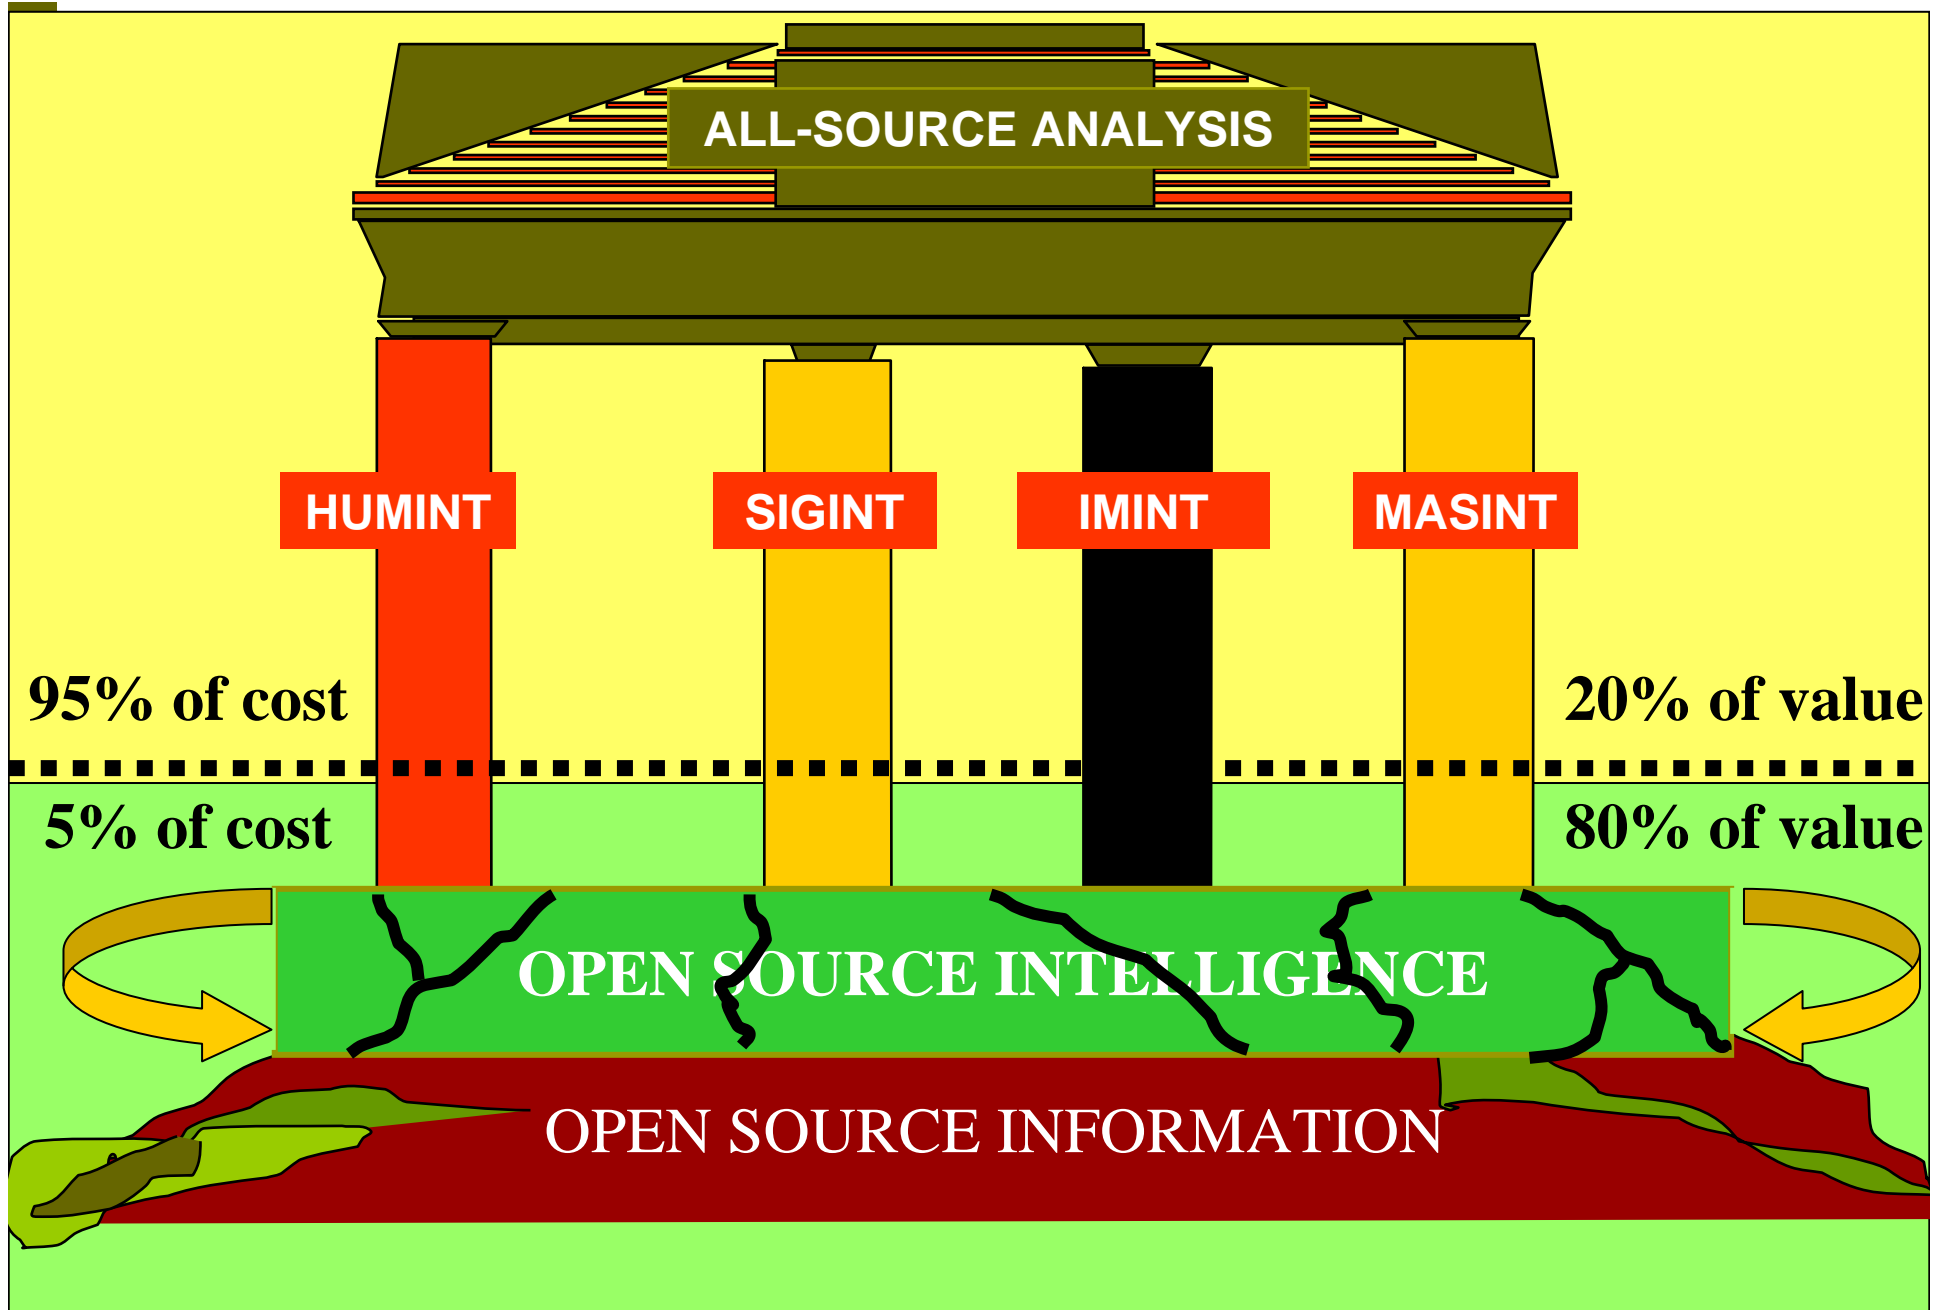 ALL-SOURCE ANALYSIS
HUMINT
SIGINT
IMINT
MASINT
95% of cost
20% of value
5% of cost
80% of value
OPEN SOURCE INTELLIGENCE
OPEN SOURCE INFORMATION